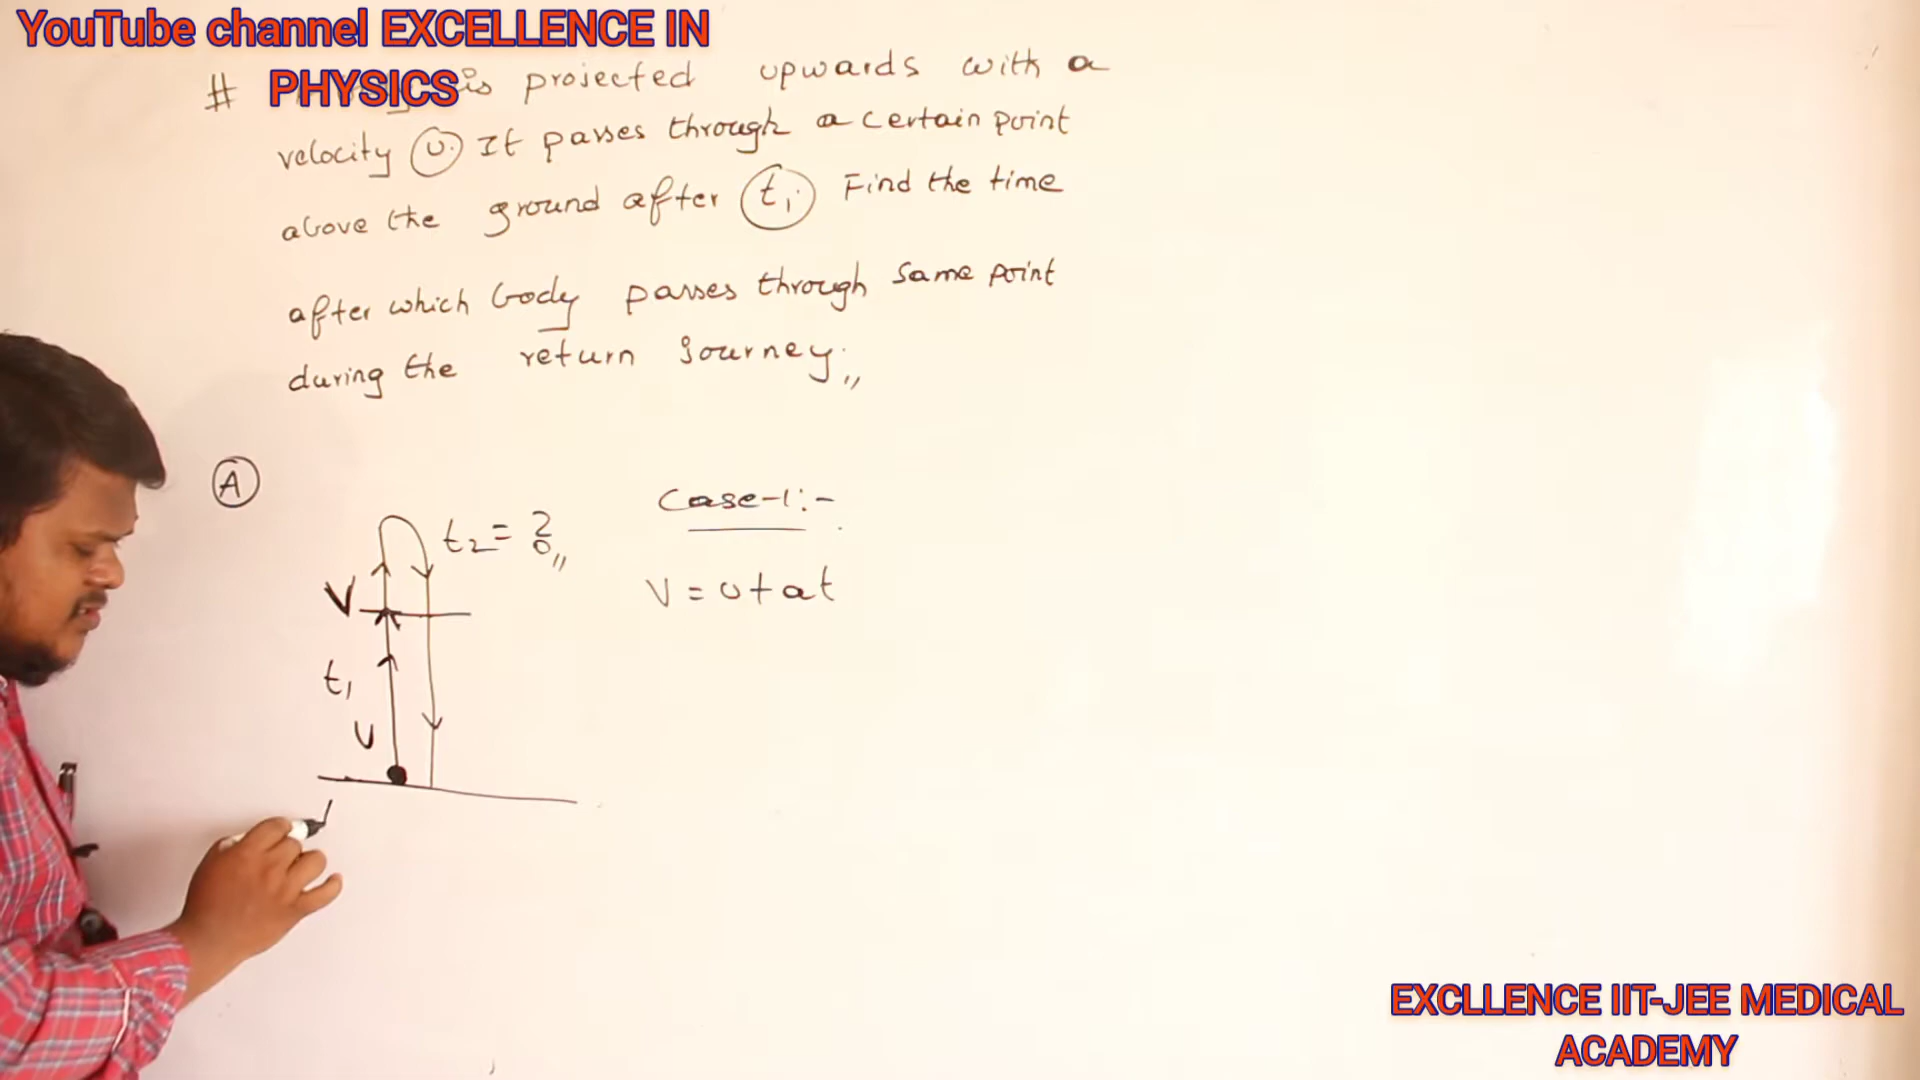 YouTube channel EXCELLENCE IN
PHYSICS
# is projected upwards with a
velocity u. It passes through a certain point
above the ground after t₁ Find the time
after which body passes through same point
during the return journey.,,
A
t₂ = ?,,
V
t₁
u
Case-1:-
V = u + at
EXCLLENCE IIT-JEE MEDICAL
ACADEMY